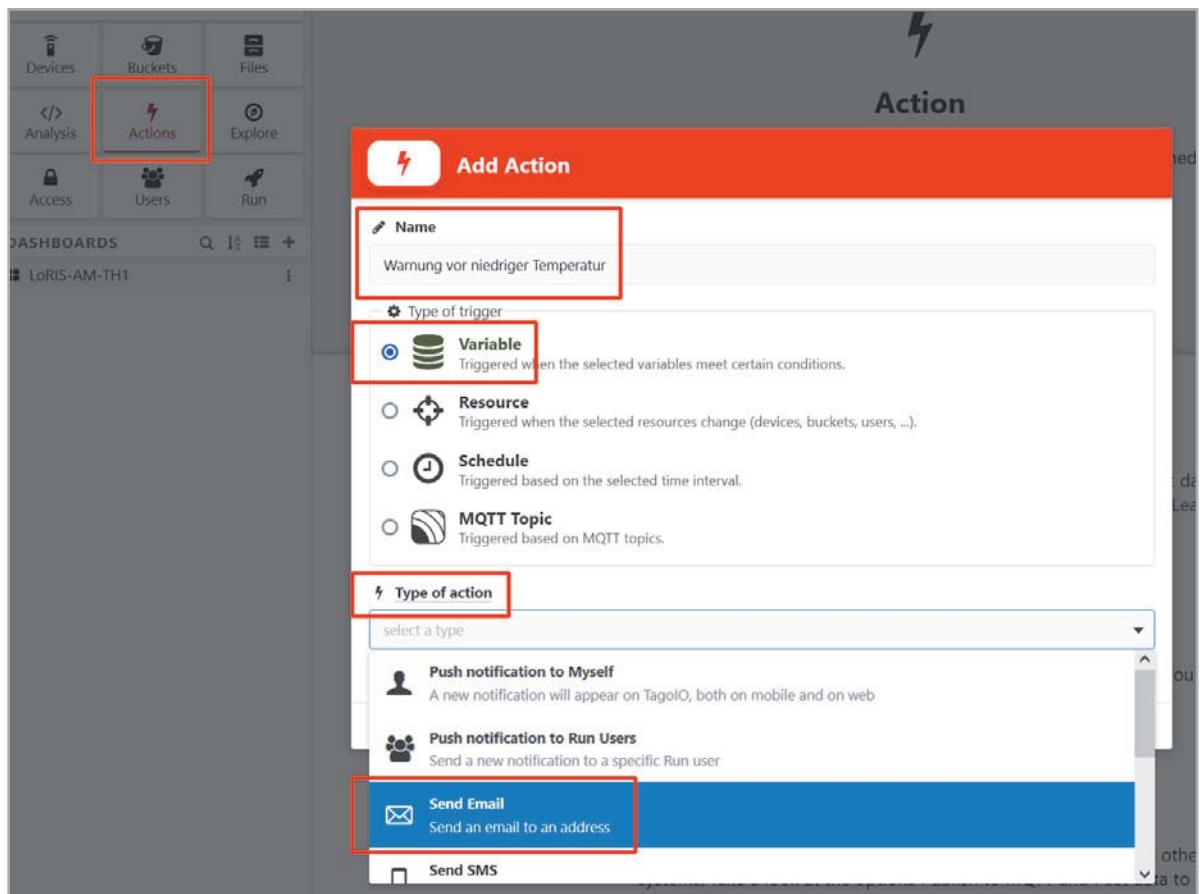 Devices
Buckets
Files
Analysis
Actions
Explore
Access
Users
Run
DASHBOARDS
LoRIS-AM-TH1
Action
Add Action
Name
Warnung vor niedriger Temperatur
Type of trigger
Variable
Triggered when the selected variables meet certain conditions.
Resource
Triggered when the selected resources change (devices, buckets, users, ...).
Schedule
Triggered based on the selected time interval.
MQTT Topic
Triggered based on MQTT topics.
Type of action
select a type
Push notification to Myself
A new notification will appear on TagoIO, both on mobile and on web
Push notification to Run Users
Send a new notification to a specific Run user
Send Email
Send an email to an address
Send SMS